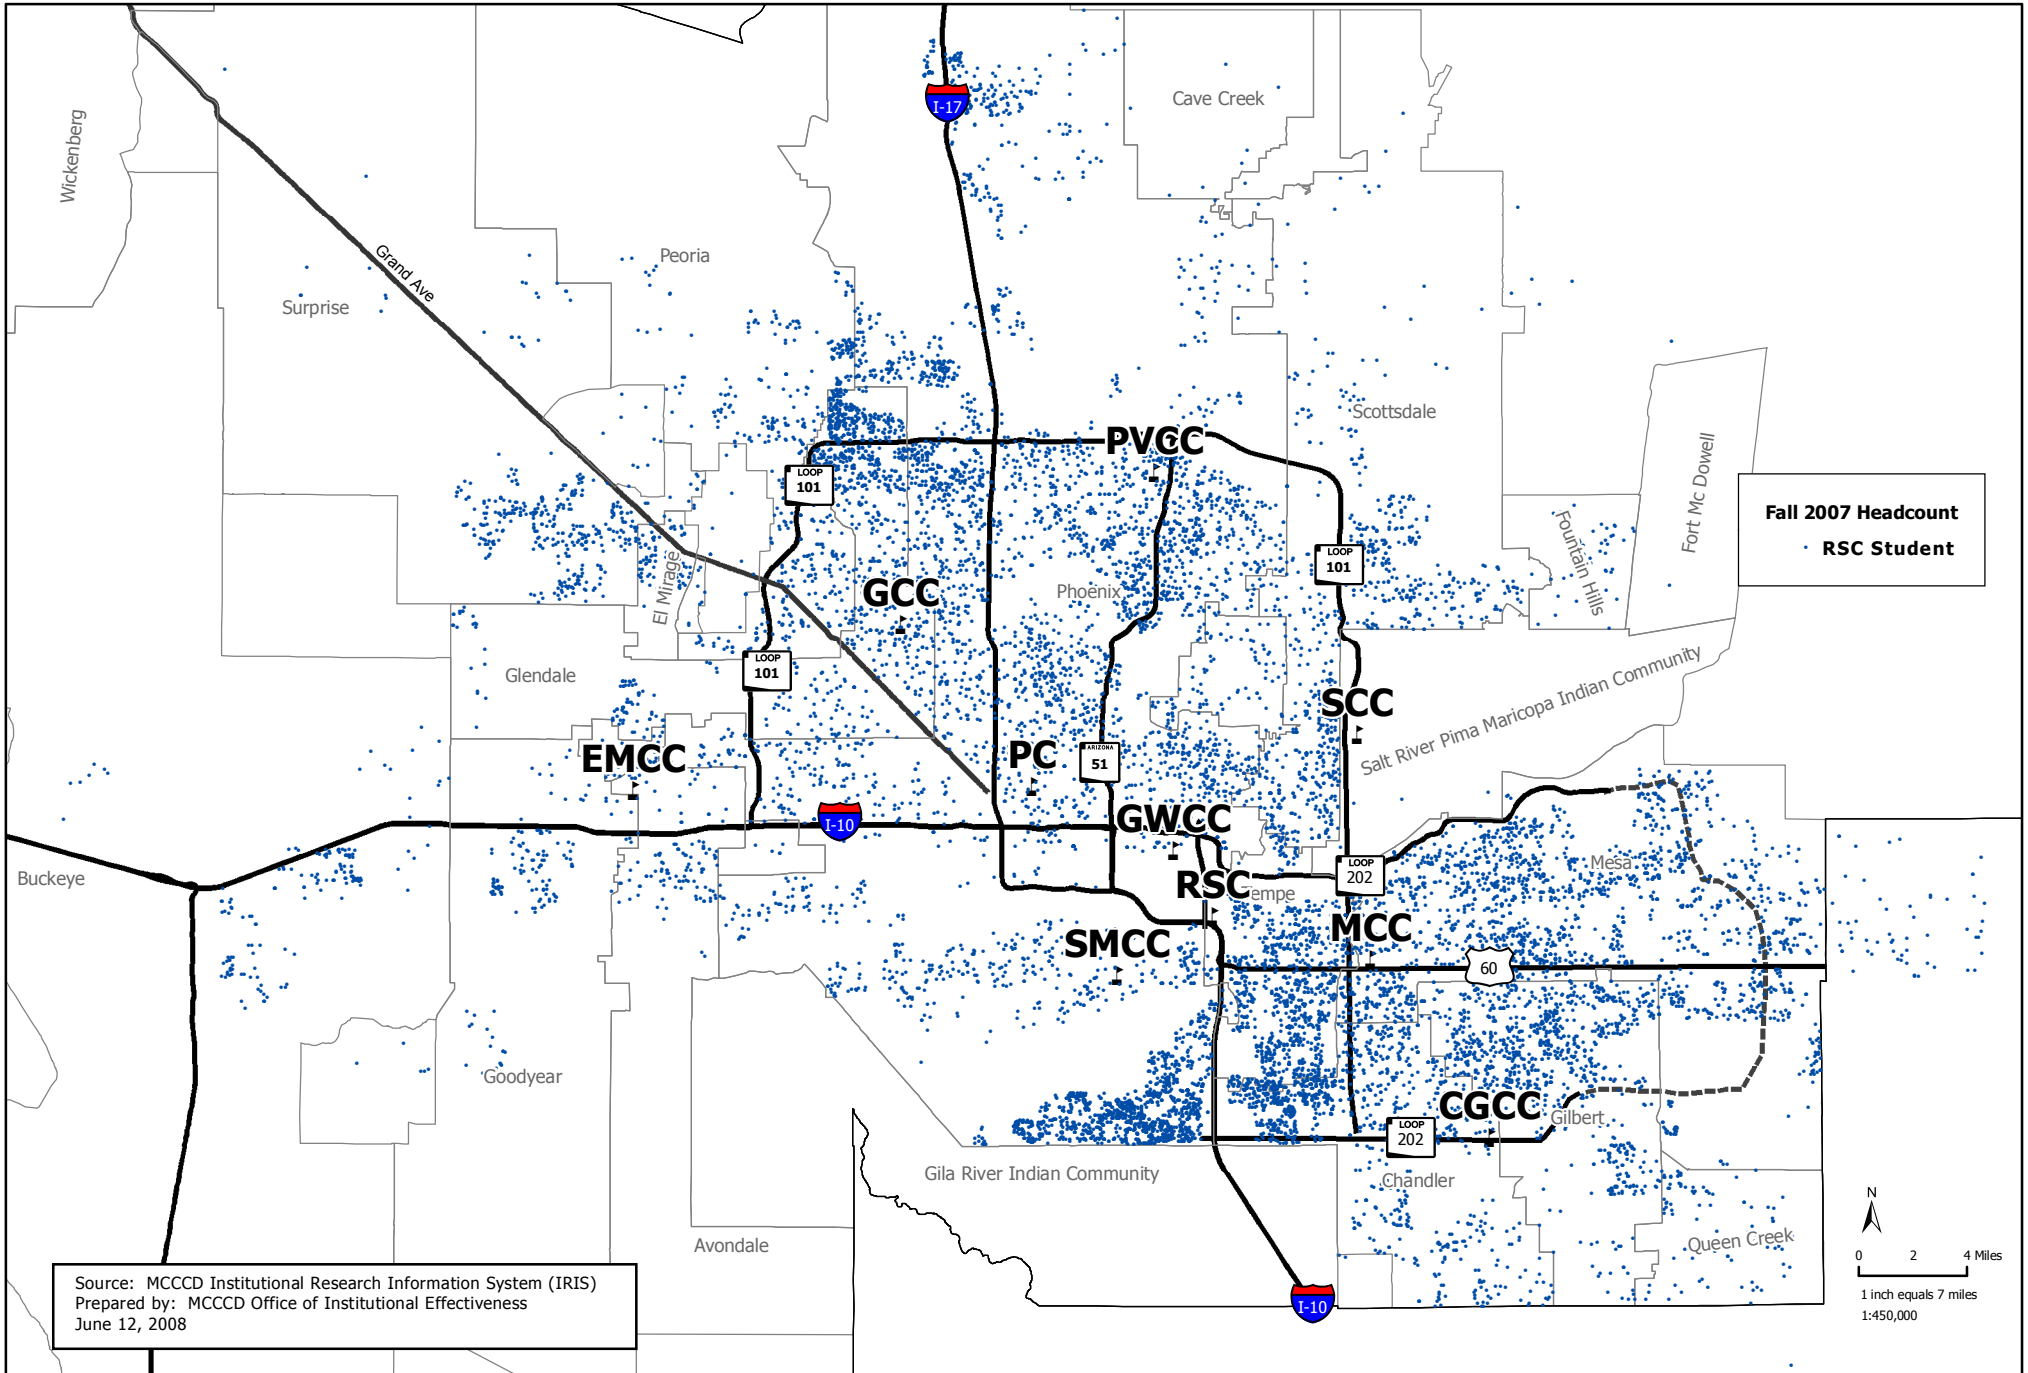 I-17
Cave Creek
Wickenberg
Grand Ave
Peoria
Surprise
Scottsdale
PVCC
LOOP
101
Fort Mc Dowell
Fall 2007 Headcount
RSC Student
Fountain Hills
LOOP
101
El Mirage
GCC
Phoenix
LOOP
101
Glendale
SCC
Salt River Pima Maricopa Indian Community
EMCC
PC
ARIZONA
51
I-10
GWCC
Mesa
Buckeye
LOOP
202
RSC
Tempe
MCC
SMCC
60
Goodyear
CGCC
Gilbert
LOOP
202
Gila River Indian Community
Chandler
Avondale
Queen Creek
N
0 2 4 Miles
1 inch equals 7 miles
1:450,000
I-10
Source: MCCCD Institutional Research Information System (IRIS)
Prepared by: MCCCD Office of Institutional Effectiveness
June 12, 2008